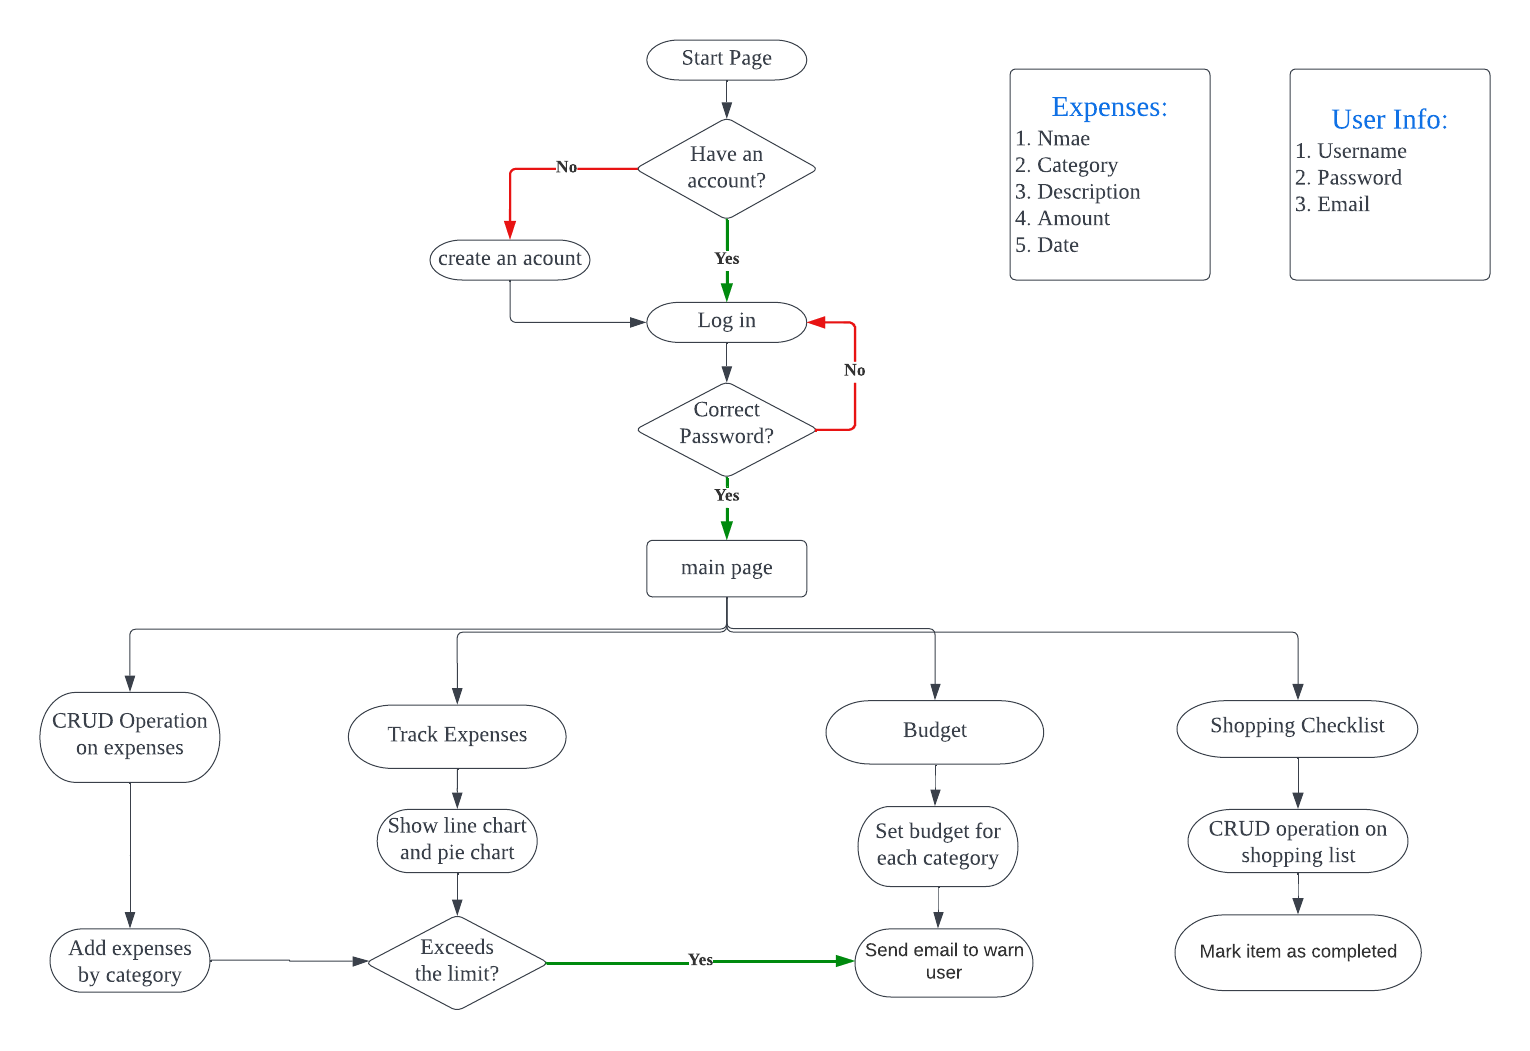 Start Page
Have an
account?
No
Yes
create an acount
Log in
No
Correct
Password?
Yes
main page
Expenses:
1. Nmae
2. Category
3. Description
4. Amount
5. Date
User Info:
1. Username
2. Password
3. Email
CRUD Operation
on expenses
Add expenses
by category
Track Expenses
Show line chart
and pie chart
Exceeds
the limit?
Yes
Budget
Set budget for
each category
Send email to warn
user
Shopping Checklist
CRUD operation on
shopping list
Mark item as completed